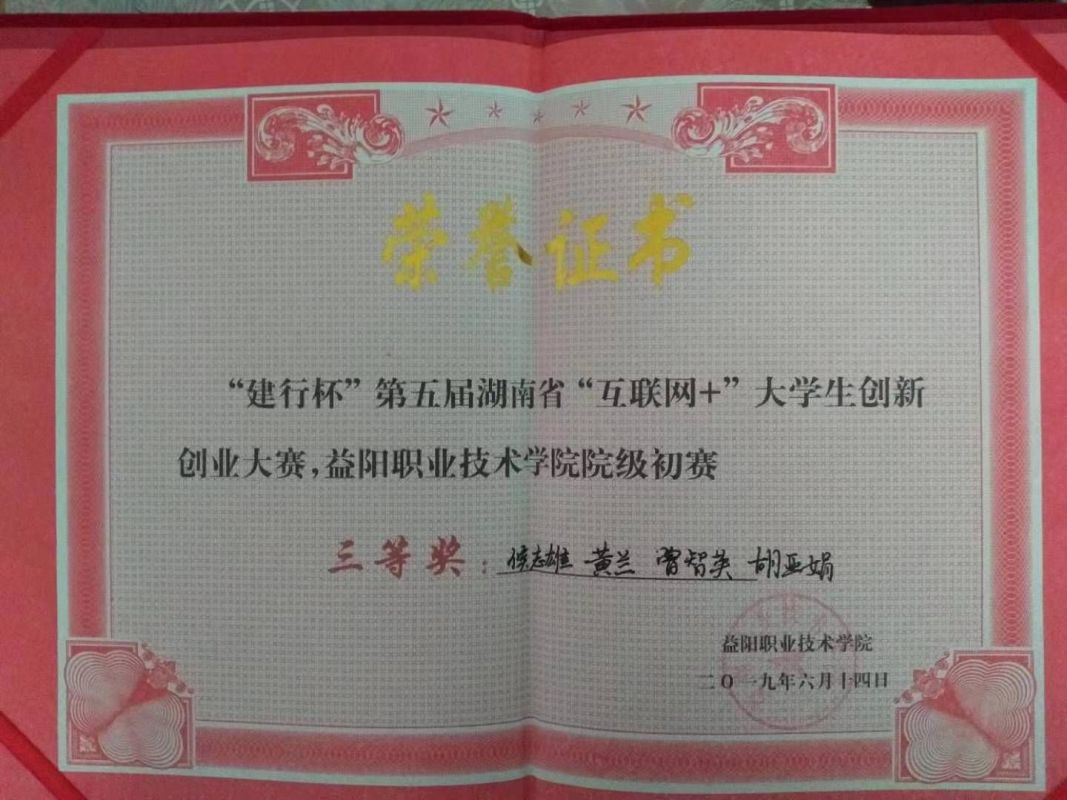 荣誉证书
“建行杯”第五届湖南省“互联网+”大学生创新
创业大赛,益阳职业技术学院院级初赛
三等奖:侯志雄 黄兰 曾智英 胡亚娟
益阳职业技术学院
二〇一九年六月十四日